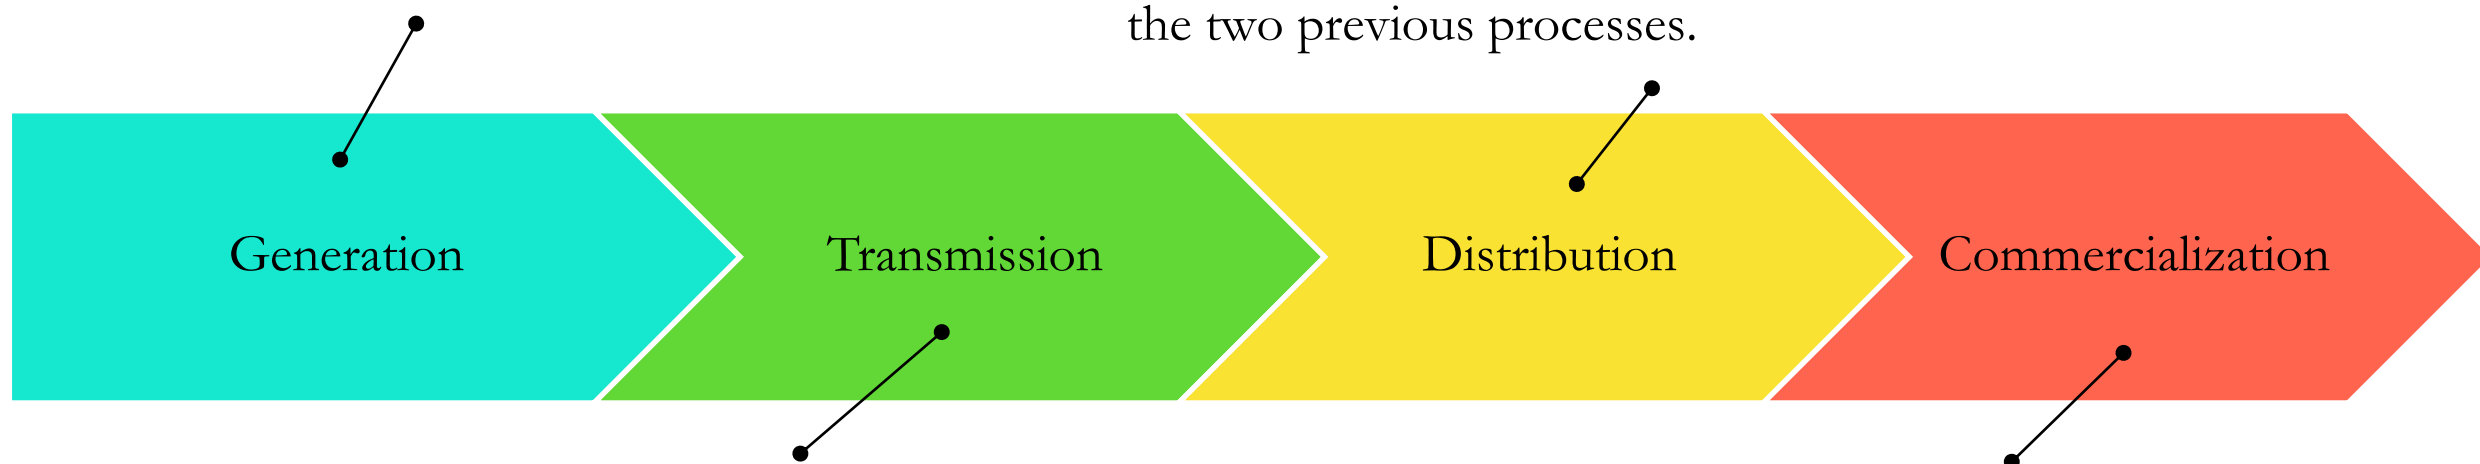 the two previous processes.
Generation
Transmission
Distribution
Commercialization